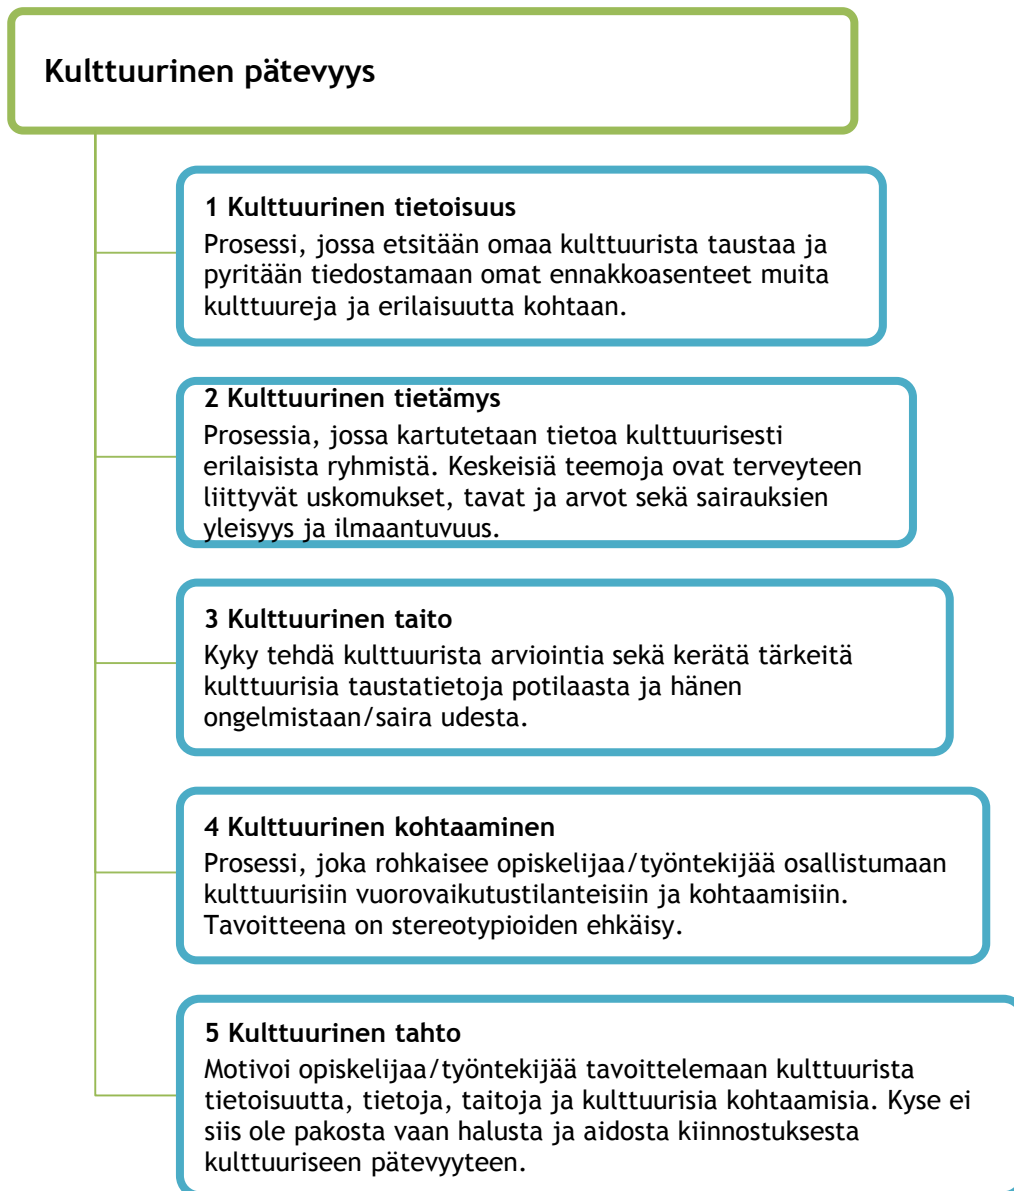 Kulttuurinen pätevyys
1 Kulttuurinen tietoisuus
Prosessi, jossa etsitään omaa kulttuurista taustaa ja
pyritään tiedostamaan omat ennakkoasenteet muita
kulttuureja ja erilaisuutta kohtaan.
2 Kulttuurinen tietämys
Prosessia, jossa kartutetaan tietoa kulttuurisesti
erilaisista ryhmistä. Keskeisiä teemoja ovat terveyteen
liittyvät uskomukset, tavat ja arvot sekä sairauksien
yleisyys ja ilmaantuvuus.
3 Kulttuurinen taito
Kyky tehdä kulttuurista arviointia sekä kerätä tärkeitä
kulttuurisia taustatietoja potilaasta ja hänen
ongelmistaan/saira udesta.
4 Kulttuurinen kohtaaminen
Prosessi, joka rohkaisee opiskelijaa/työntekijää osallistumaan
kulttuurisiin vuorovaikutustilanteisiin ja kohtaamisiin.
Tavoitteena on stereotypioiden ehkäisy.
5 Kulttuurinen tahto
Motivoi opiskelijaa/työntekijää tavoittelemaan kulttuurista
tietoisuutta, tietoja, taitoja ja kulttuurisia kohtaamisia. Kyse ei
siis ole pakosta vaan halusta ja aidosta kiinnostuksesta
kulttuuriseen pätevyyteen.